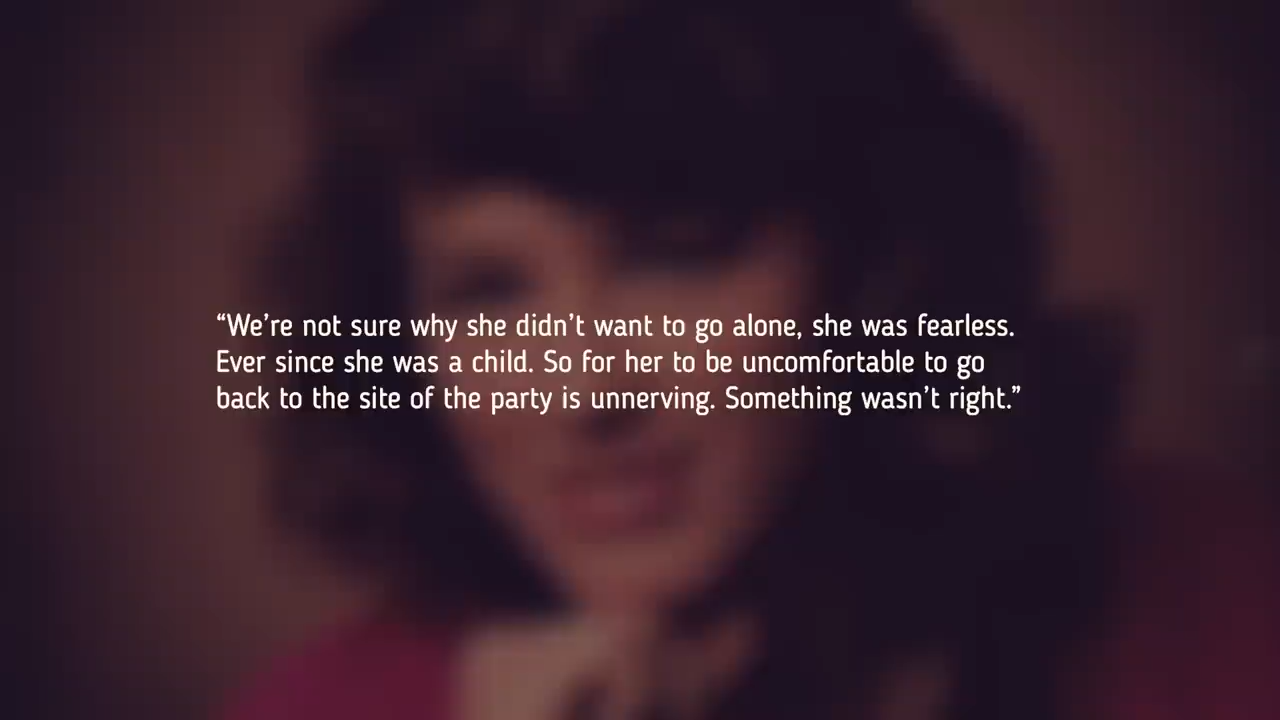 “We’re not sure why she didn’t want to go alone, she was fearless.
Ever since she was a child. So for her to be uncomfortable to go
back to the site of the party is unnerving. Something wasn’t right.”